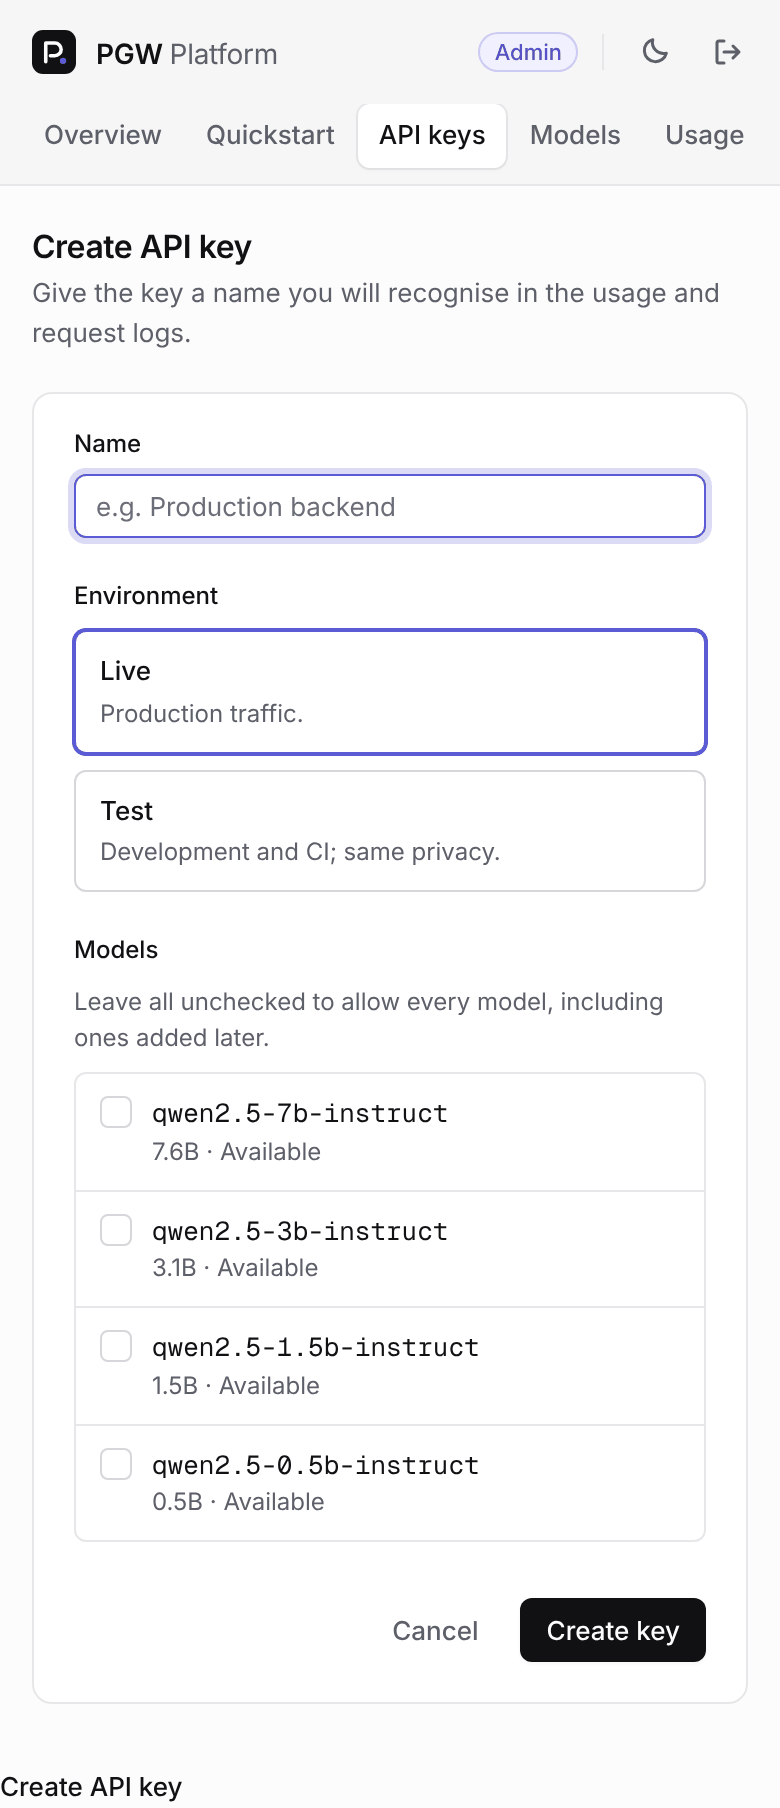 PGW Platform
Admin
Overview
Quickstart
API keys
Models
Usage
Create API key
Give the key a name you will recognise in the usage and
request logs.
Name
e.g. Production backend
Environment
Live
Production traffic.
Test
Development and CI; same privacy.
Models
Leave all unchecked to allow every model, including
ones added later.
qwen2.5-7b-instruct
7.6B · Available
qwen2.5-3b-instruct
3.1B · Available
qwen2.5-1.5b-instruct
1.5B · Available
qwen2.5-0.5b-instruct
0.5B · Available
Cancel
Create key
Create API key